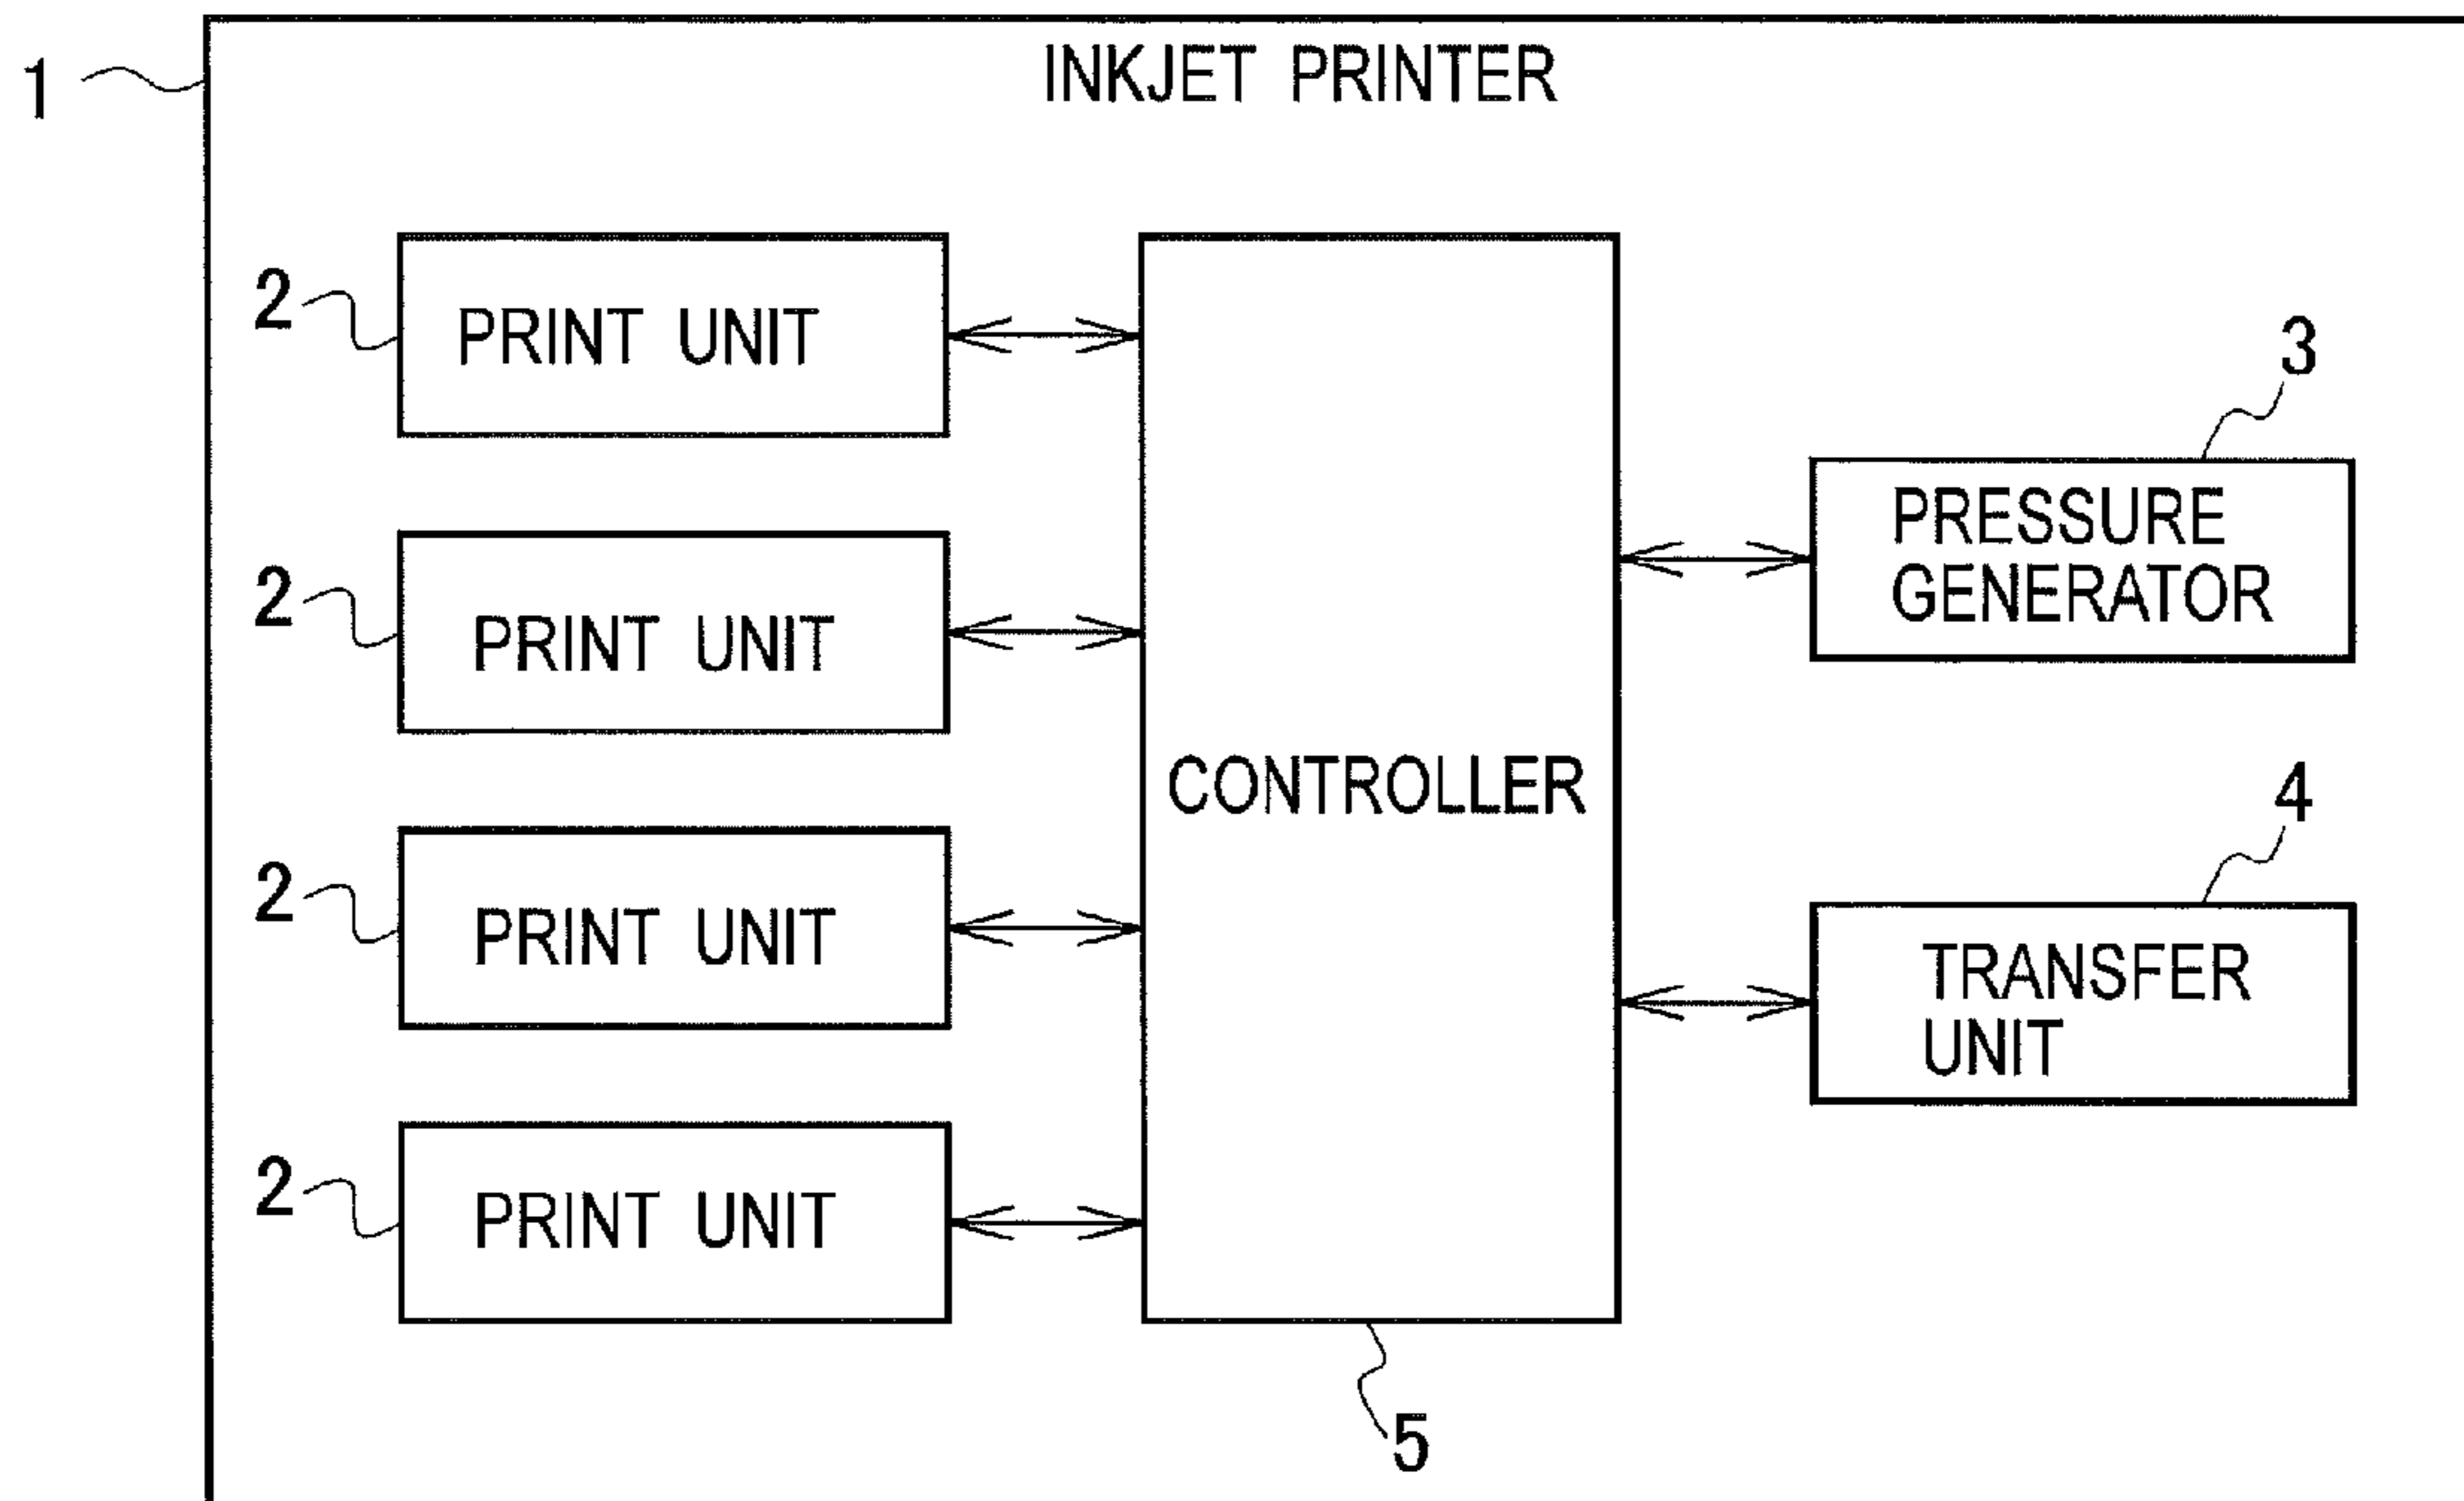 1
INKJET PRINTER
2
PRINT UNIT
2
PRINT UNIT
2
PRINT UNIT
2
PRINT UNIT
CONTROLLER
5
3
PRESSURE
GENERATOR
4
TRANSFER
UNIT